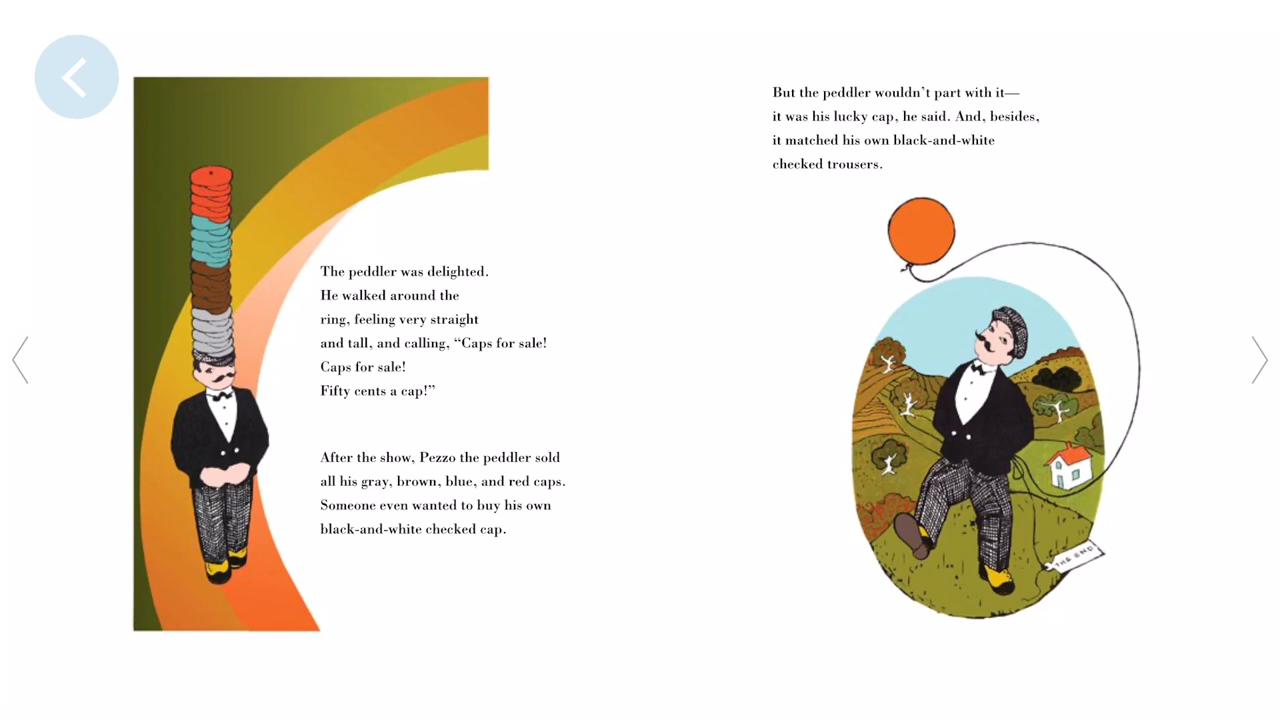 The peddler was delighted.
He walked around the
ring, feeling very straight
and tall, and calling, “Caps for sale!
Caps for sale!
Fifty cents a cap!”
After the show, Pezzo the peddler sold
all his gray, brown, blue, and red caps.
Someone even wanted to buy his own
black-and-white checked cap.
But the peddler wouldn’t part with it—
it was his lucky cap, he said. And, besides,
it matched his own black-and-white
checked trousers.
THE END